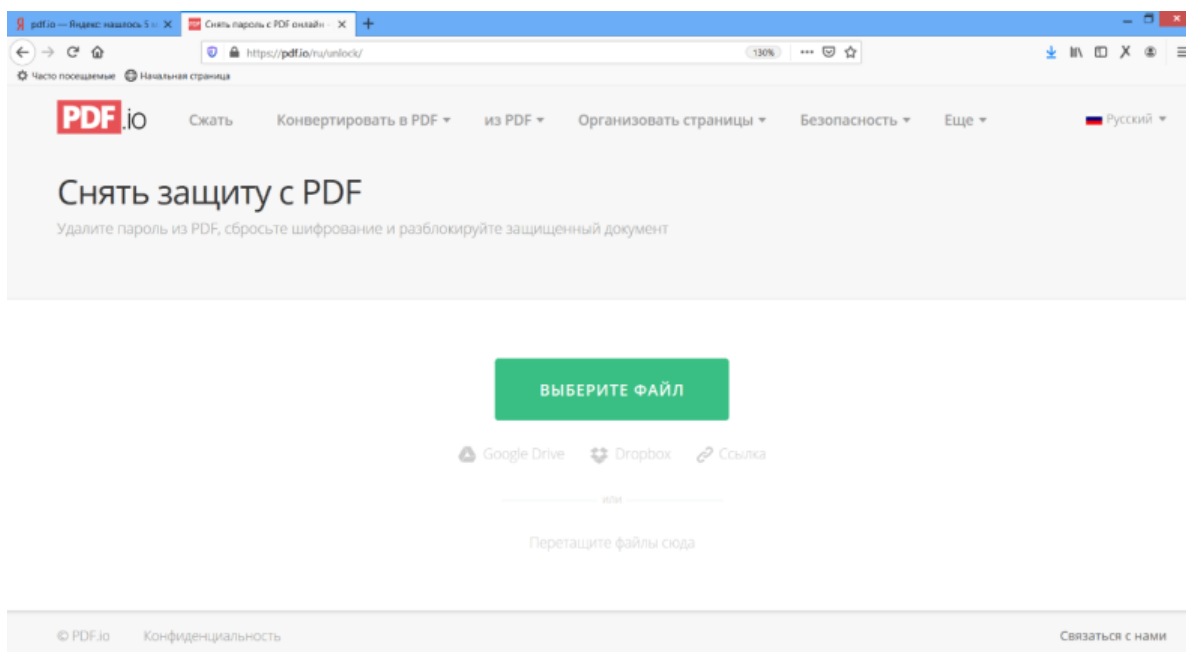 pdf.io — Яндекс: нашлось 5
Снять пароль с PDF онлайн -
https://pdf.io/ru/unlock/
130%
Часто посещаемые Начальная страница
PDF.io Сжать Конвертировать в PDF из PDF Организовать страницы Безопасность Еще Русский
Снять защиту с PDF
Удалите пароль из PDF, сбросьте шифрование и разблокируйте защищенный документ
ВЫБЕРИТЕ ФАЙЛ
Google Drive Dropbox Ссылка
или
Перетащите файлы сюда
© PDF.io Конфиденциальность Связаться с нами